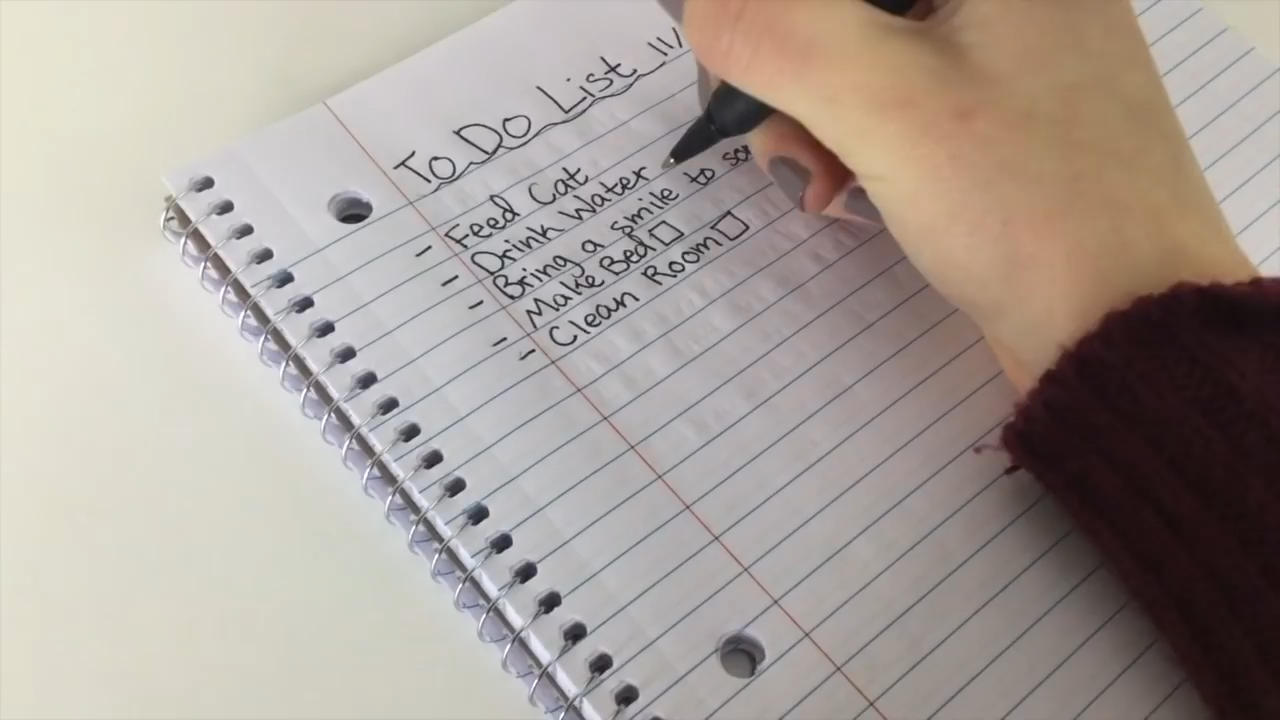 To Do List 11/
- Feed Cat
- Drink Water
- Bring a smile to
- Make Bed
- Clean Room